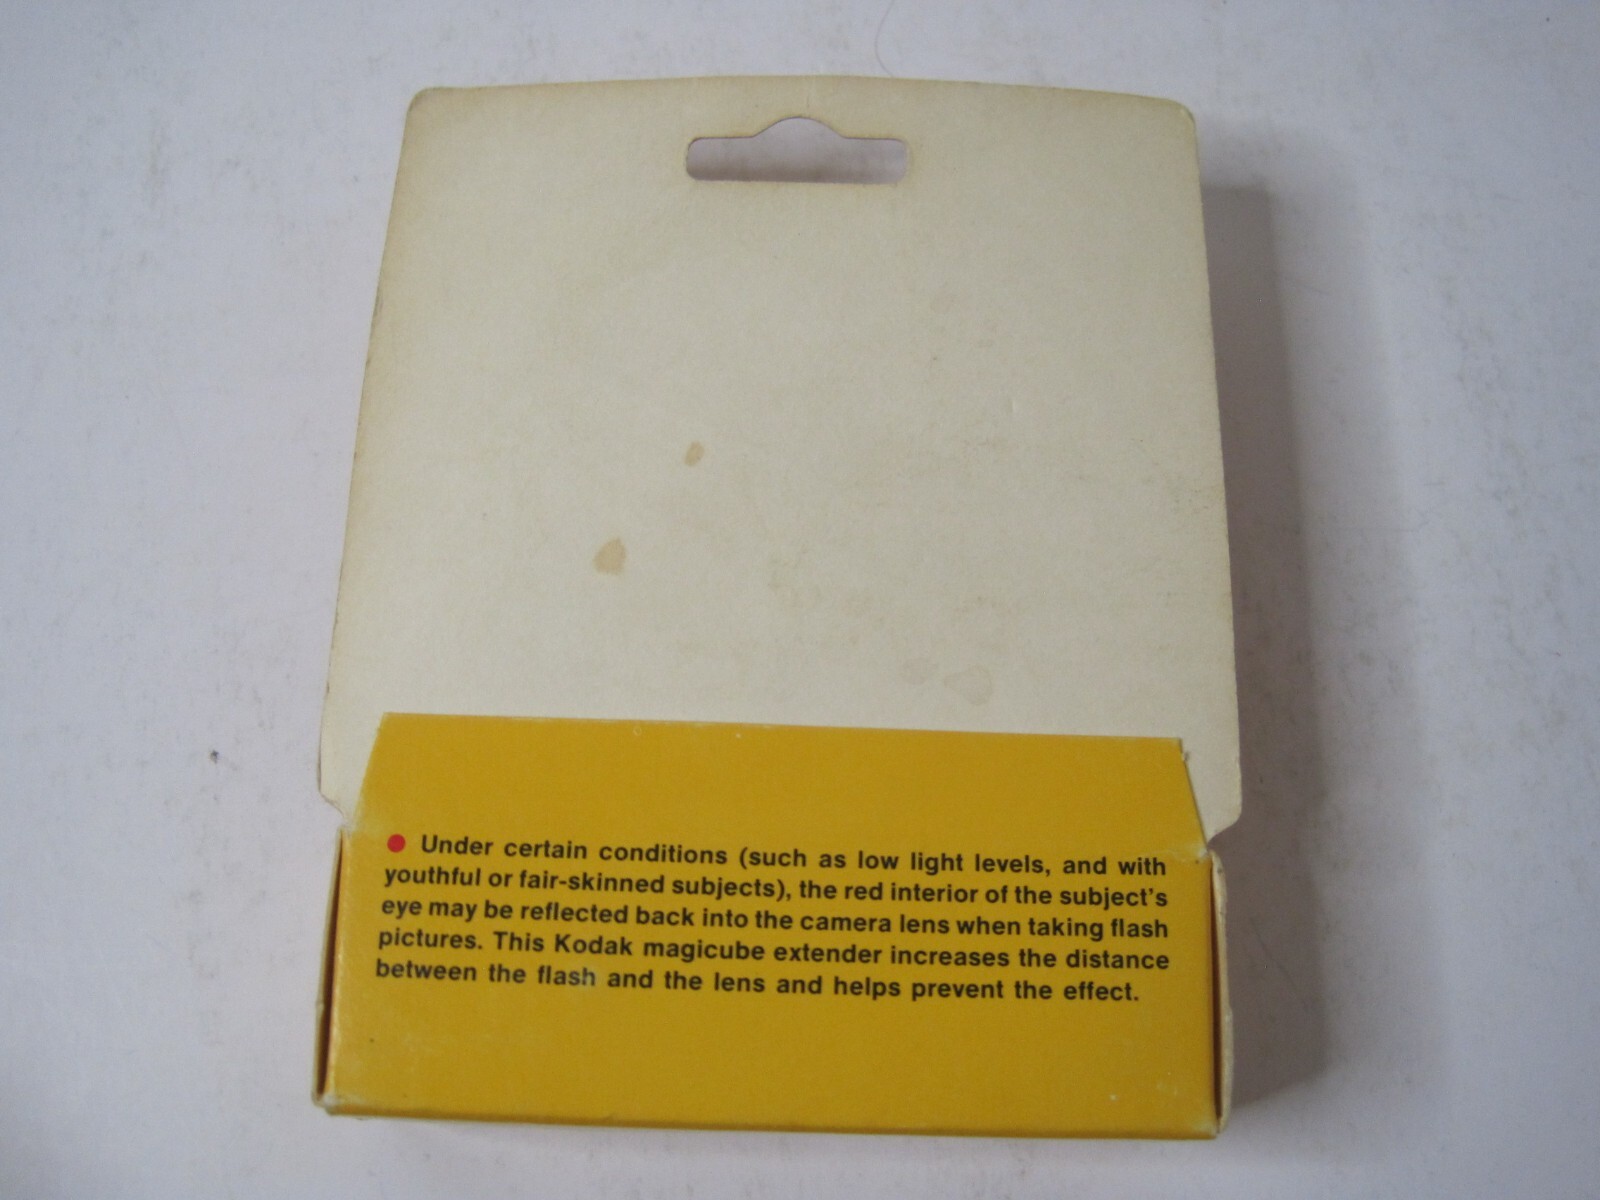 ● Under certain conditions (such as low light levels, and with
youthful or fair-skinned subjects), the red interior of the subject's
eye may be reflected back into the camera lens when taking flash
pictures. This Kodak magicube extender increases the distance
between the flash and the lens and helps prevent the effect.